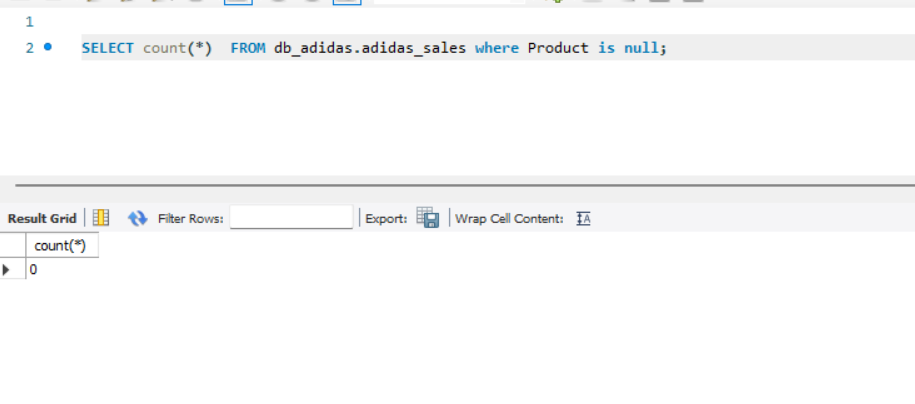 1
2 SELECT count(*) FROM db_adidas.adidas_sales where Product is null;
Result Grid Filter Rows: Export: Wrap Cell Content: IA
count(*)
0